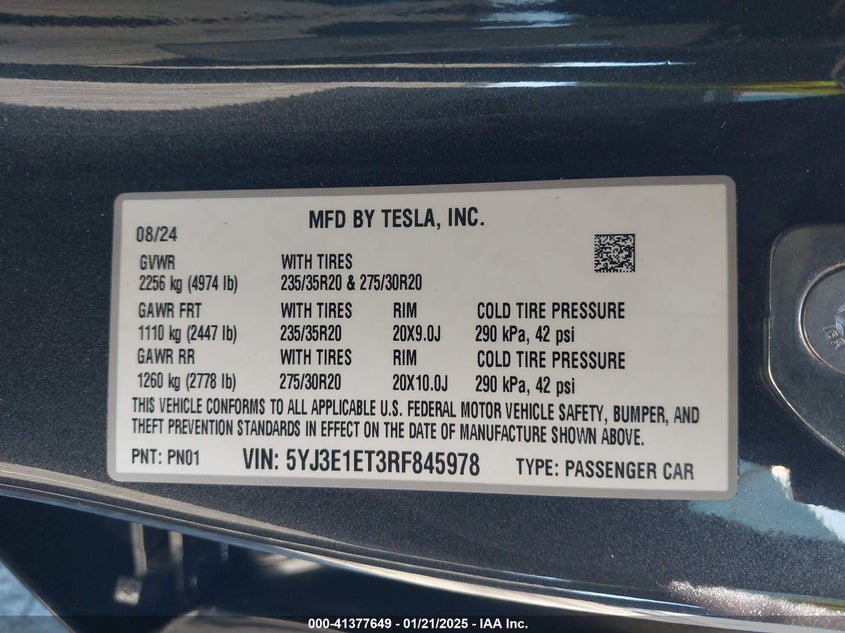 MFD BY TESLA, INC.
08/24
GVWR WITH TIRES
2256 kg (4974 lb) 235/35R20 & 275/30R20
GAWR FRT WITH TIRES RIM COLD TIRE PRESSURE
1110 kg (2447 lb) 235/35R20 20X9.0J 290 kPa, 42 psi
GAWR RR WITH TIRES RIM COLD TIRE PRESSURE
1260 kg (2778 lb) 275/30R20 20X10.0J 290 kPa, 42 psi
THIS VEHICLE CONFORMS TO ALL APPLICABLE U.S. FEDERAL MOTOR VEHICLE SAFETY, BUMPER, AND
THEFT PREVENTION STANDARDS IN EFFECT ON THE DATE OF MANUFACTURE SHOWN ABOVE.
PNT: PN01 VIN: 5YJ3E1ET3RF845978 TYPE: PASSENGER CAR
000-41377649 - 01/21/2025 - IAA Inc.